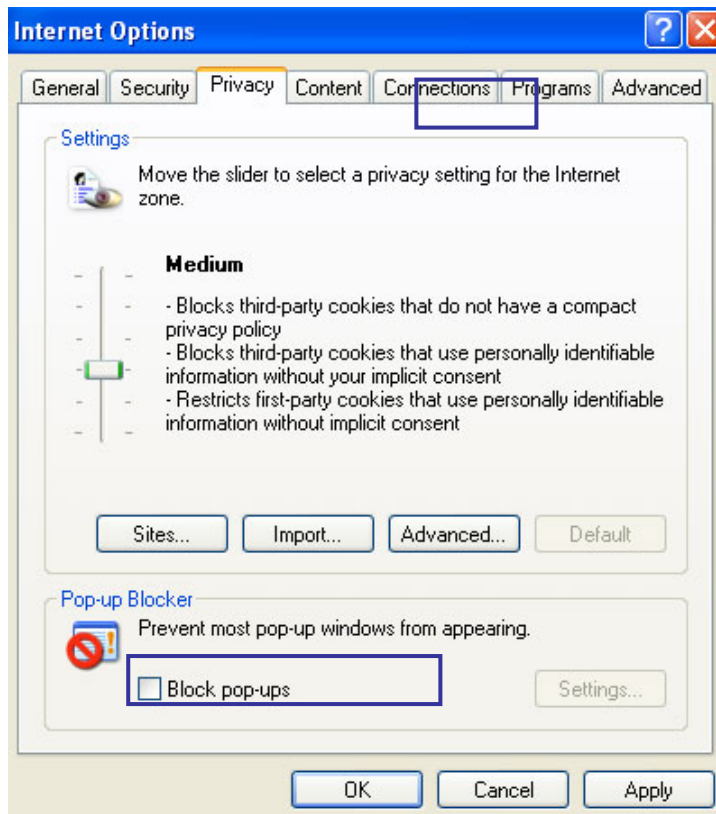 Internet Options
General Security Privacy Content Connections Programs Advanced
Settings
Move the slider to select a privacy setting for the Internet
zone.
Medium
- Blocks third-party cookies that do not have a compact
privacy policy
- Blocks third-party cookies that use personally identifiable
information without your implicit consent
- Restricts first-party cookies that use personally identifiable
information without implicit consent
Sites... Import... Advanced... Default
Pop-up Blocker
Prevent most pop-up windows from appearing.
Block pop-ups Settings...
OK Cancel Apply